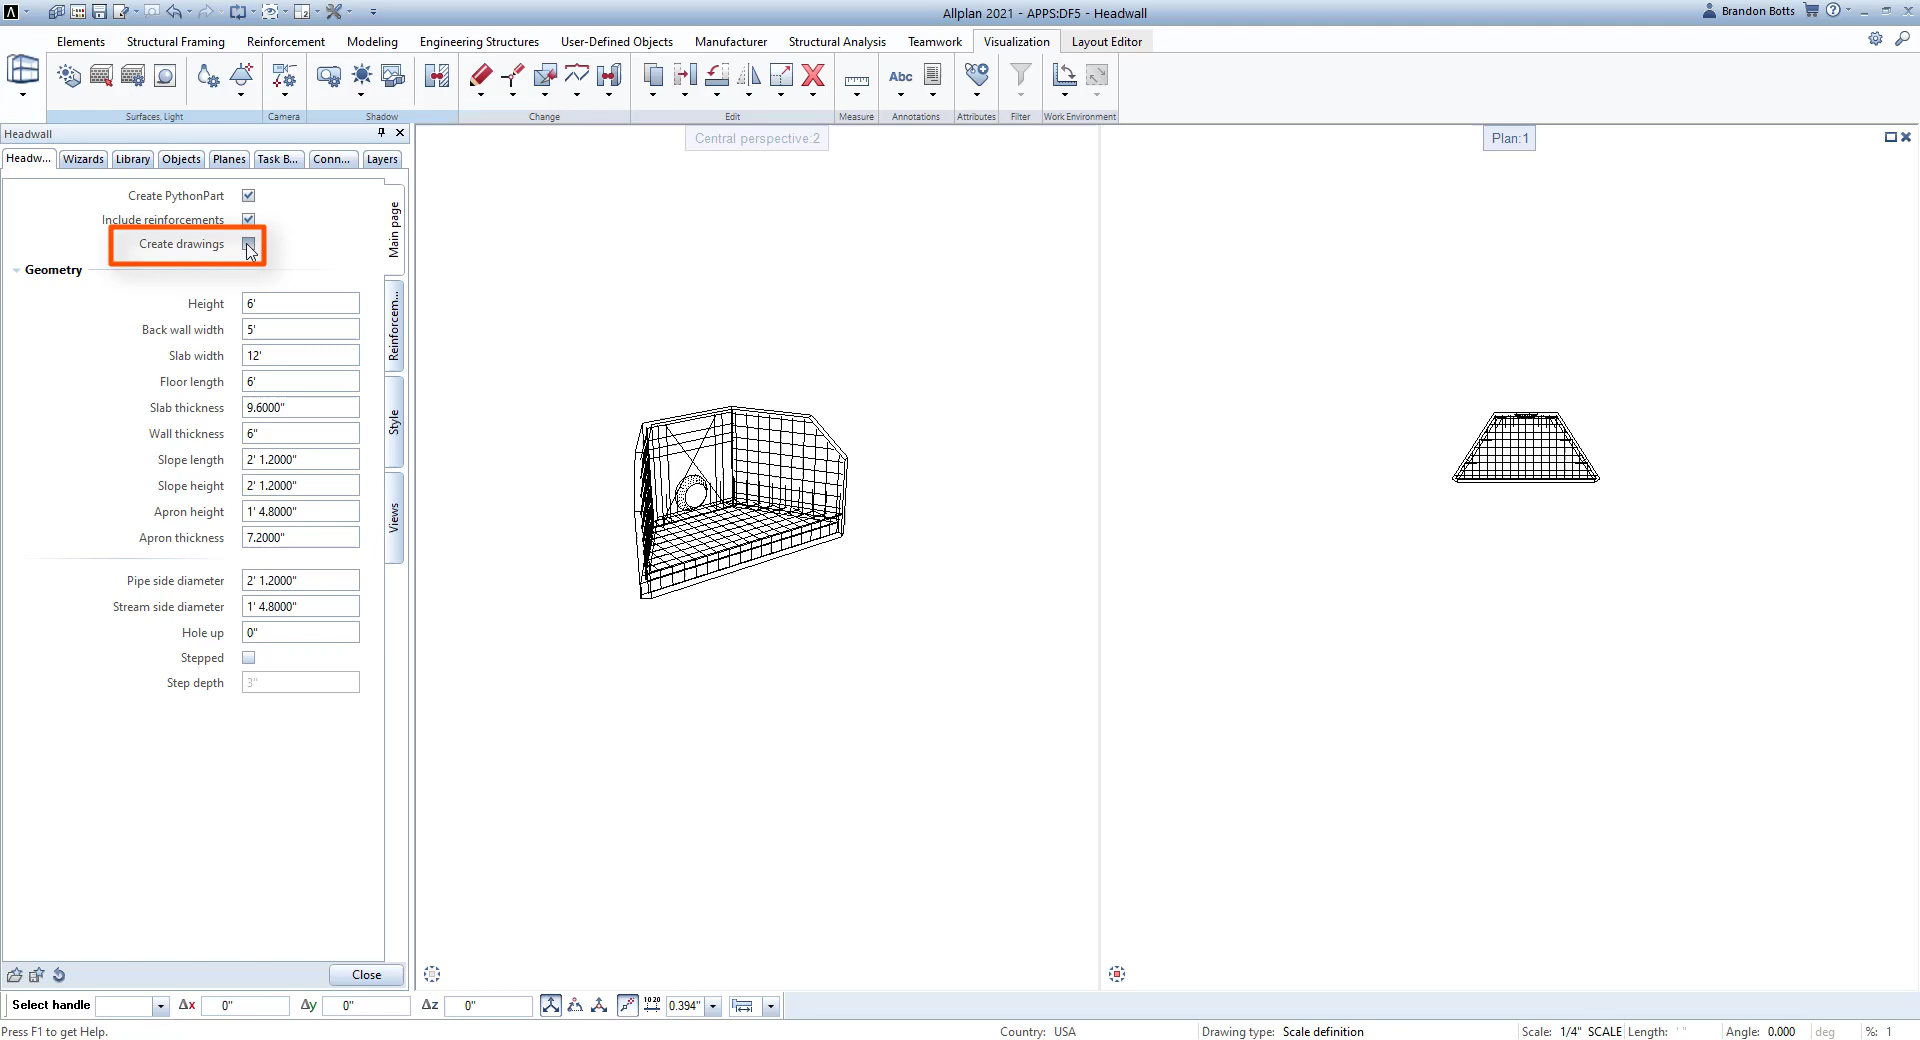 Allplan 2021 - APPS:DF5 - Headwall
Brandon Botts
Elements Structural Framing Reinforcement Modeling Engineering Structures User-Defined Objects Manufacturer Structural Analysis Teamwork Visualization Layout Editor
Abc
Surfaces, Light Camera Shadow Change Edit Measure Annotations Attributes Filter Work Environment
Headwall
Headw... Wizards Library Objects Planes Task B... Conn... Layers
Central perspective:2
Plan:1
Create PythonPart
Include reinforcements
Create drawings
Geometry
Height 6'
Back wall width 5'
Slab width 12'
Floor length 6'
Slab thickness 9.6000"
Wall thickness 6"
Slope length 2' 1.2000"
Slope height 2' 1.2000"
Apron height 1' 4.8000"
Apron thickness 7.2000"
Pipe side diameter 2' 1.2000"
Stream side diameter 1' 4.8000"
Hole up 0"
Stepped
Step depth 3"
Main page
Reinforcem...
Style
Views
Close
Select handle Δx 0" Δy 0" Δz 0" 1020 0.394"
Press F1 to get Help. Country: USA Drawing type: Scale definition Scale: 1/4" SCALE Length: ' " Angle: 0.000 deg %: 1